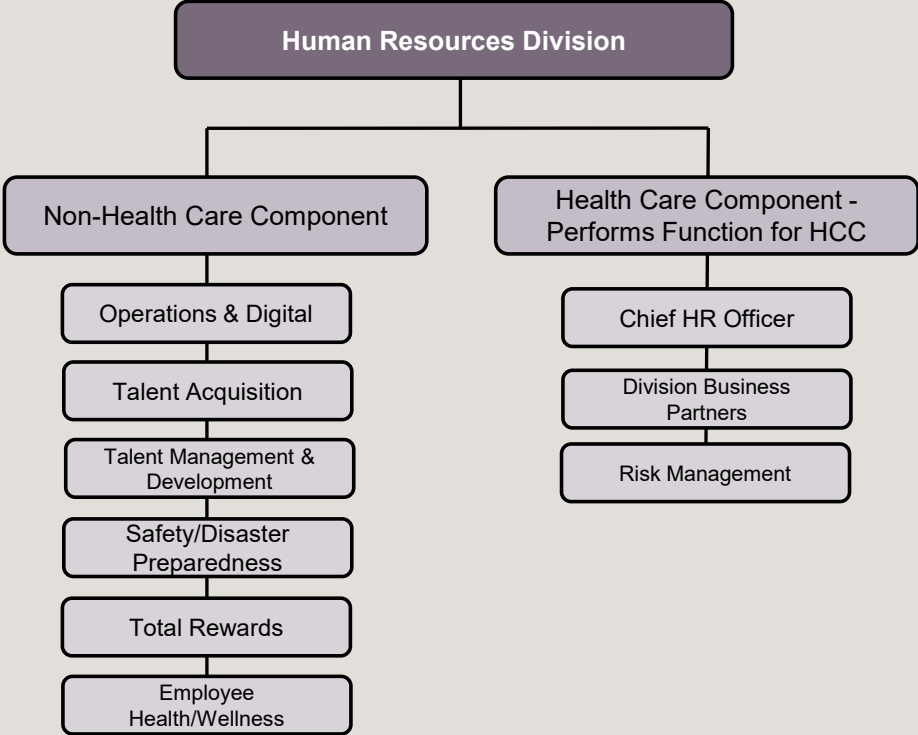 Human Resources Division
Non-Health Care Component
Operations & Digital
Talent Acquisition
Talent Management &
Development
Safety/Disaster
Preparedness
Total Rewards
Employee
Health/Wellness
Health Care Component -
Performs Function for HCC
Chief HR Officer
Division Business
Partners
Risk Management